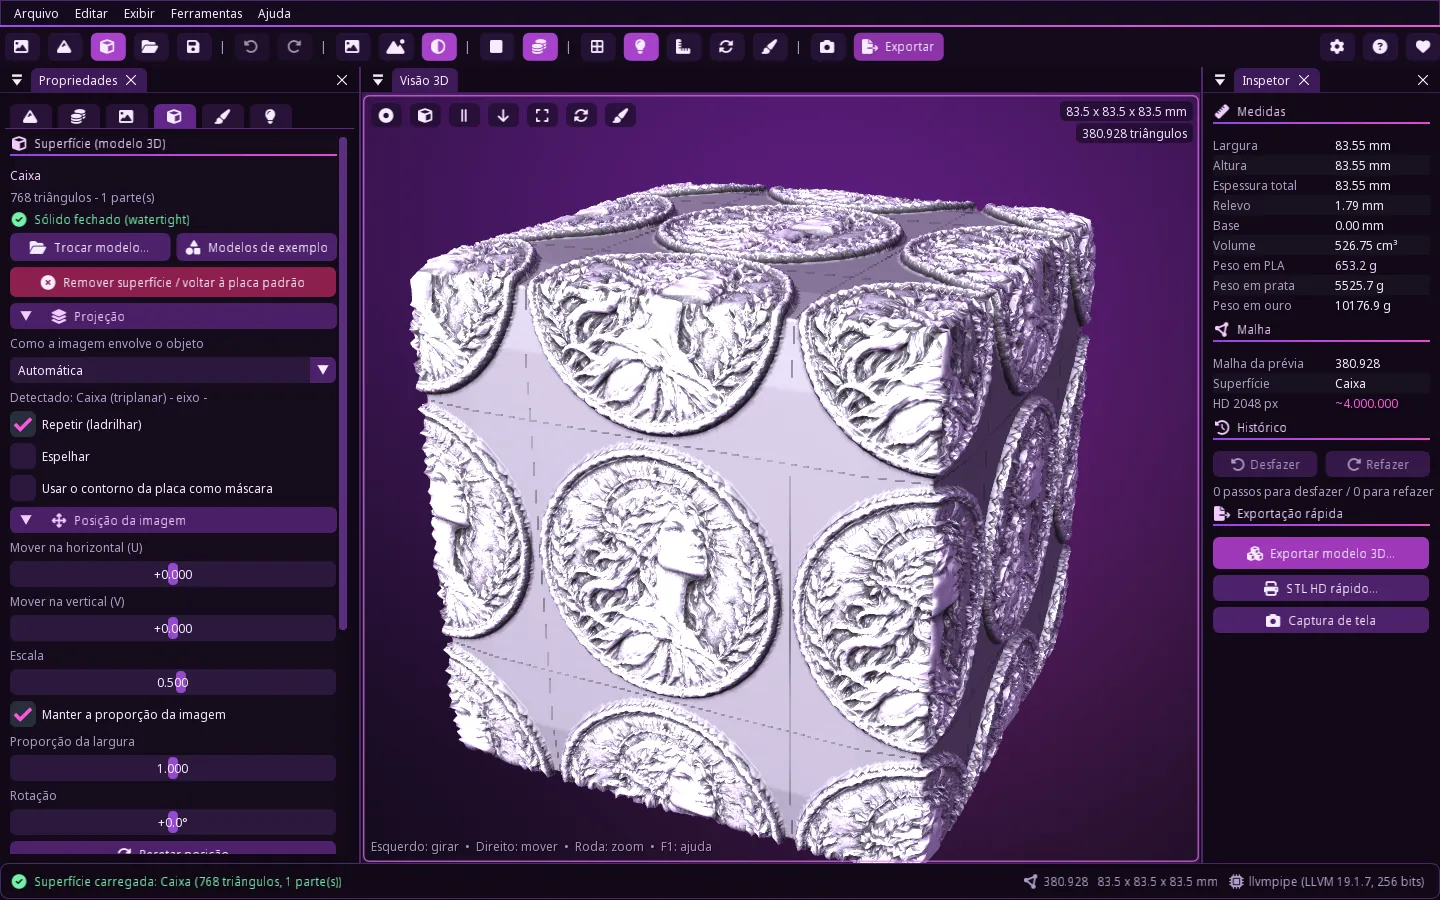 Arquivo Editar Exibir Ferramentas Ajuda
Exportar
Propriedades
Visão 3D
Inspetor
Superfície (modelo 3D)
Caixa
768 triângulos - 1 parte(s)
Sólido fechado (watertight)
Trocar modelo...
Modelos de exemplo
Remover superfície / voltar à placa padrão
Projeção
Como a imagem envolve o objeto
Automática
Detectado: Caixa (triplanar) - eixo -
Repetir (ladrilhar)
Espelhar
Usar o contorno da placa como máscara
Posição da imagem
Mover na horizontal (U)
+0.000
Mover na vertical (V)
+0.000
Escala
0.500
Manter a proporção da imagem
Proporção da largura
1.000
Rotação
+0.0°
Resetar posição
83.5 x 83.5 x 83.5 mm
380.928 triângulos
Esquerdo: girar • Direito: mover • Roda: zoom • F1: ajuda
Medidas
Largura 83.55 mm
Altura 83.55 mm
Espessura total 83.55 mm
Relevo 1.79 mm
Base 0.00 mm
Volume 526.75 cm³
Peso em PLA 653.2 g
Peso em prata 5525.7 g
Peso em ouro 10176.9 g
Malha
Malha da prévia 380.928
Superfície Caixa
HD 2048 px ~4.000.000
Histórico
Desfazer
Refazer
0 passos para desfazer / 0 para refazer
Exportação rápida
Exportar modelo 3D...
STL HD rápido...
Captura de tela
Superfície carregada: Caixa (768 triângulos, 1 parte(s))
380.928 83.5 x 83.5 x 83.5 mm llvmpipe (LLVM 19.1.7, 256 bits)